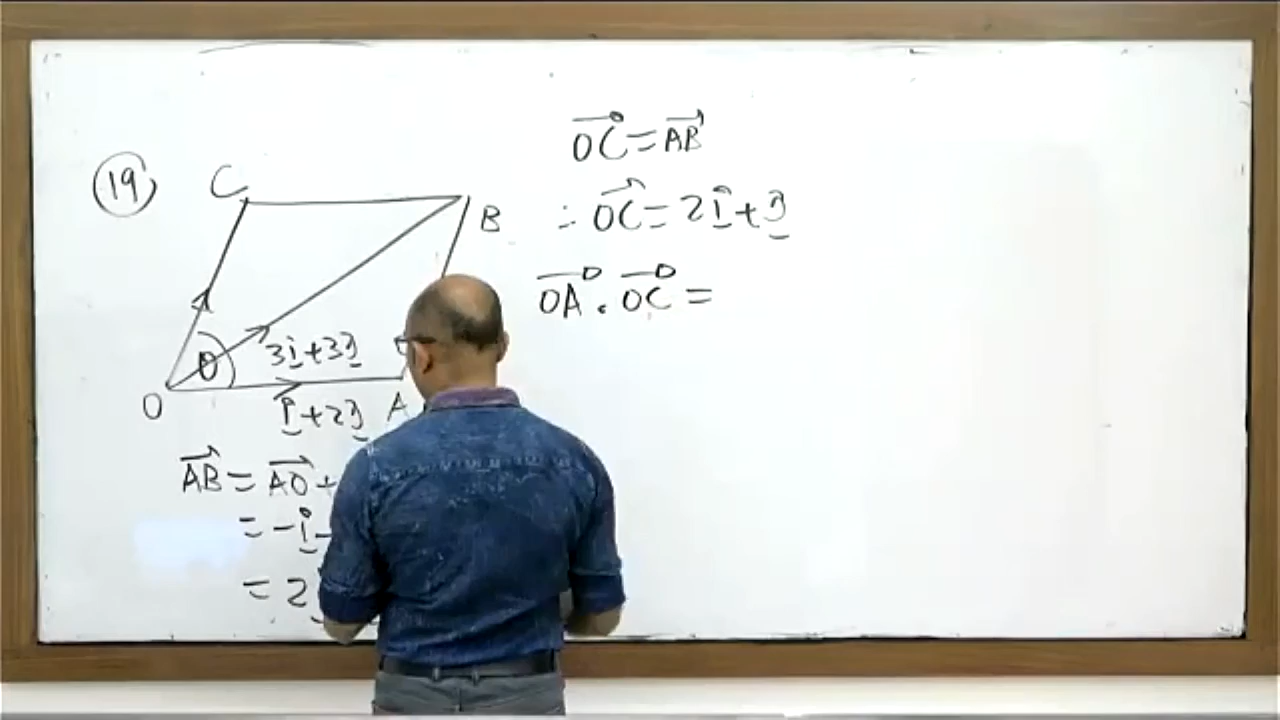 19
C
B
O
θ
3i+3j
i+2j
A
AB = AO +
= -i -
= 2
OC = AB
= OC = 2i + j
OA . OC =